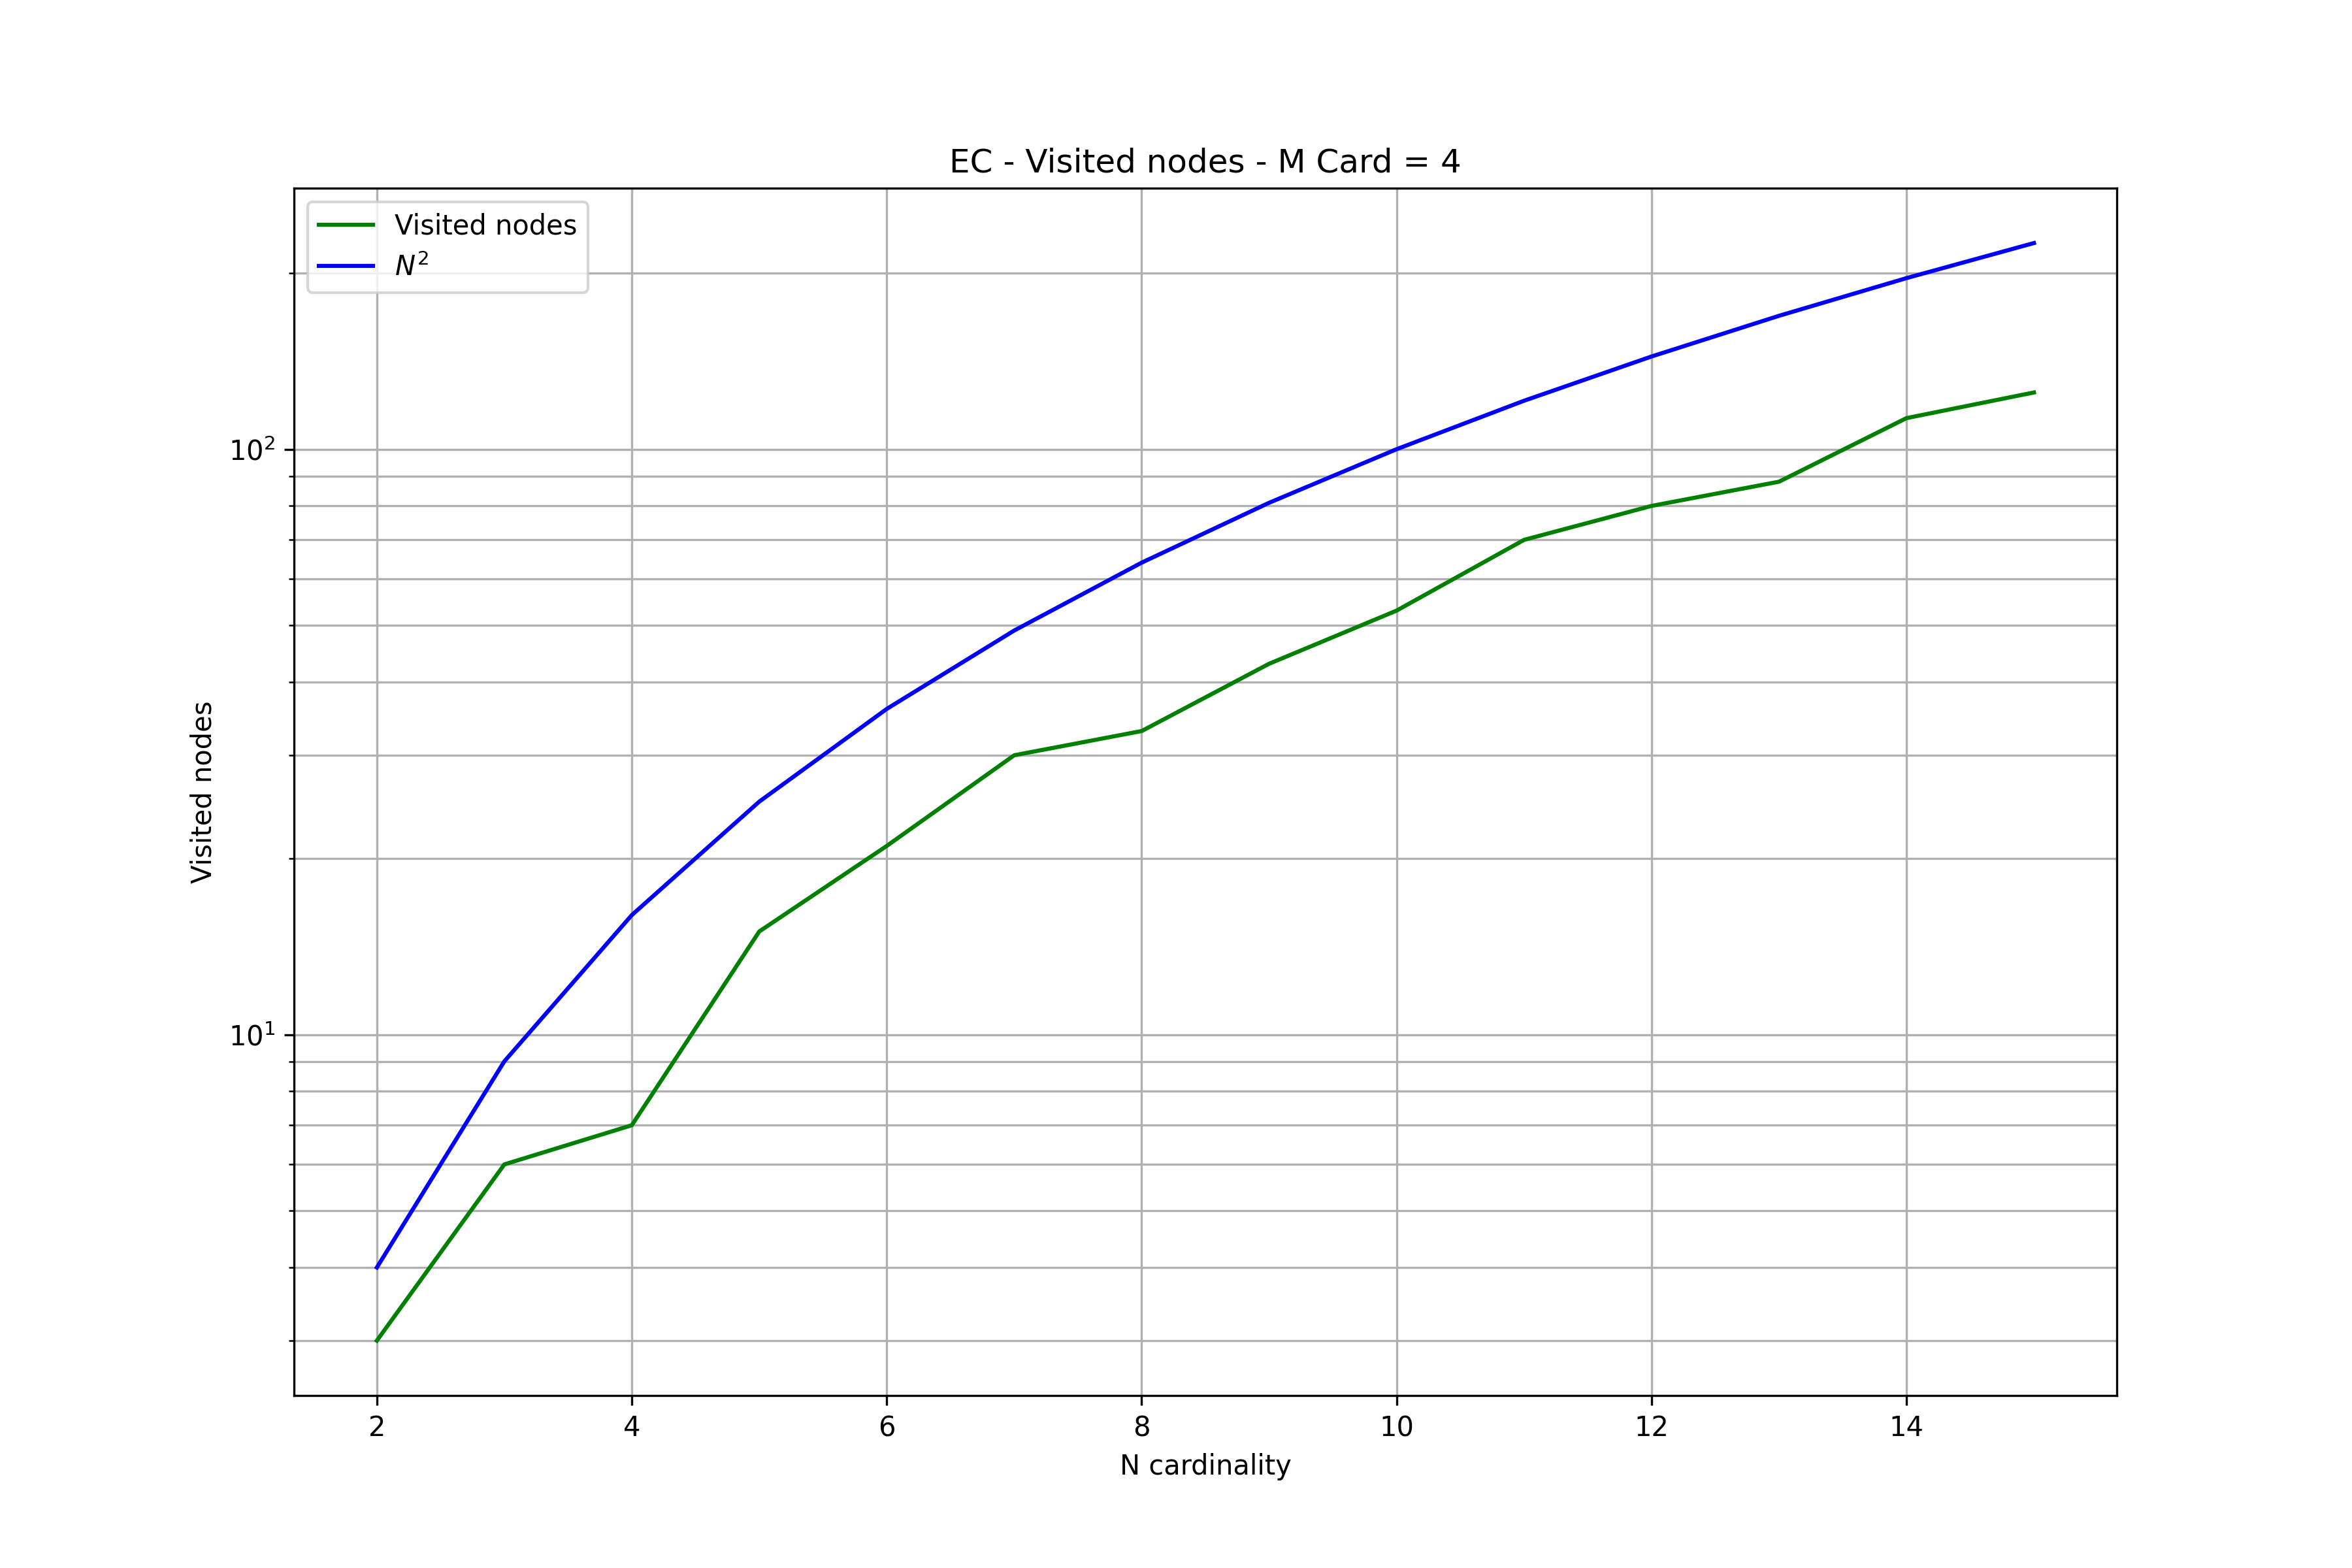 EC - Visited nodes - M Card = 4
Visited nodes
N²
10²
10¹
Visited nodes
2 4 6 8 10 12 14
N cardinality